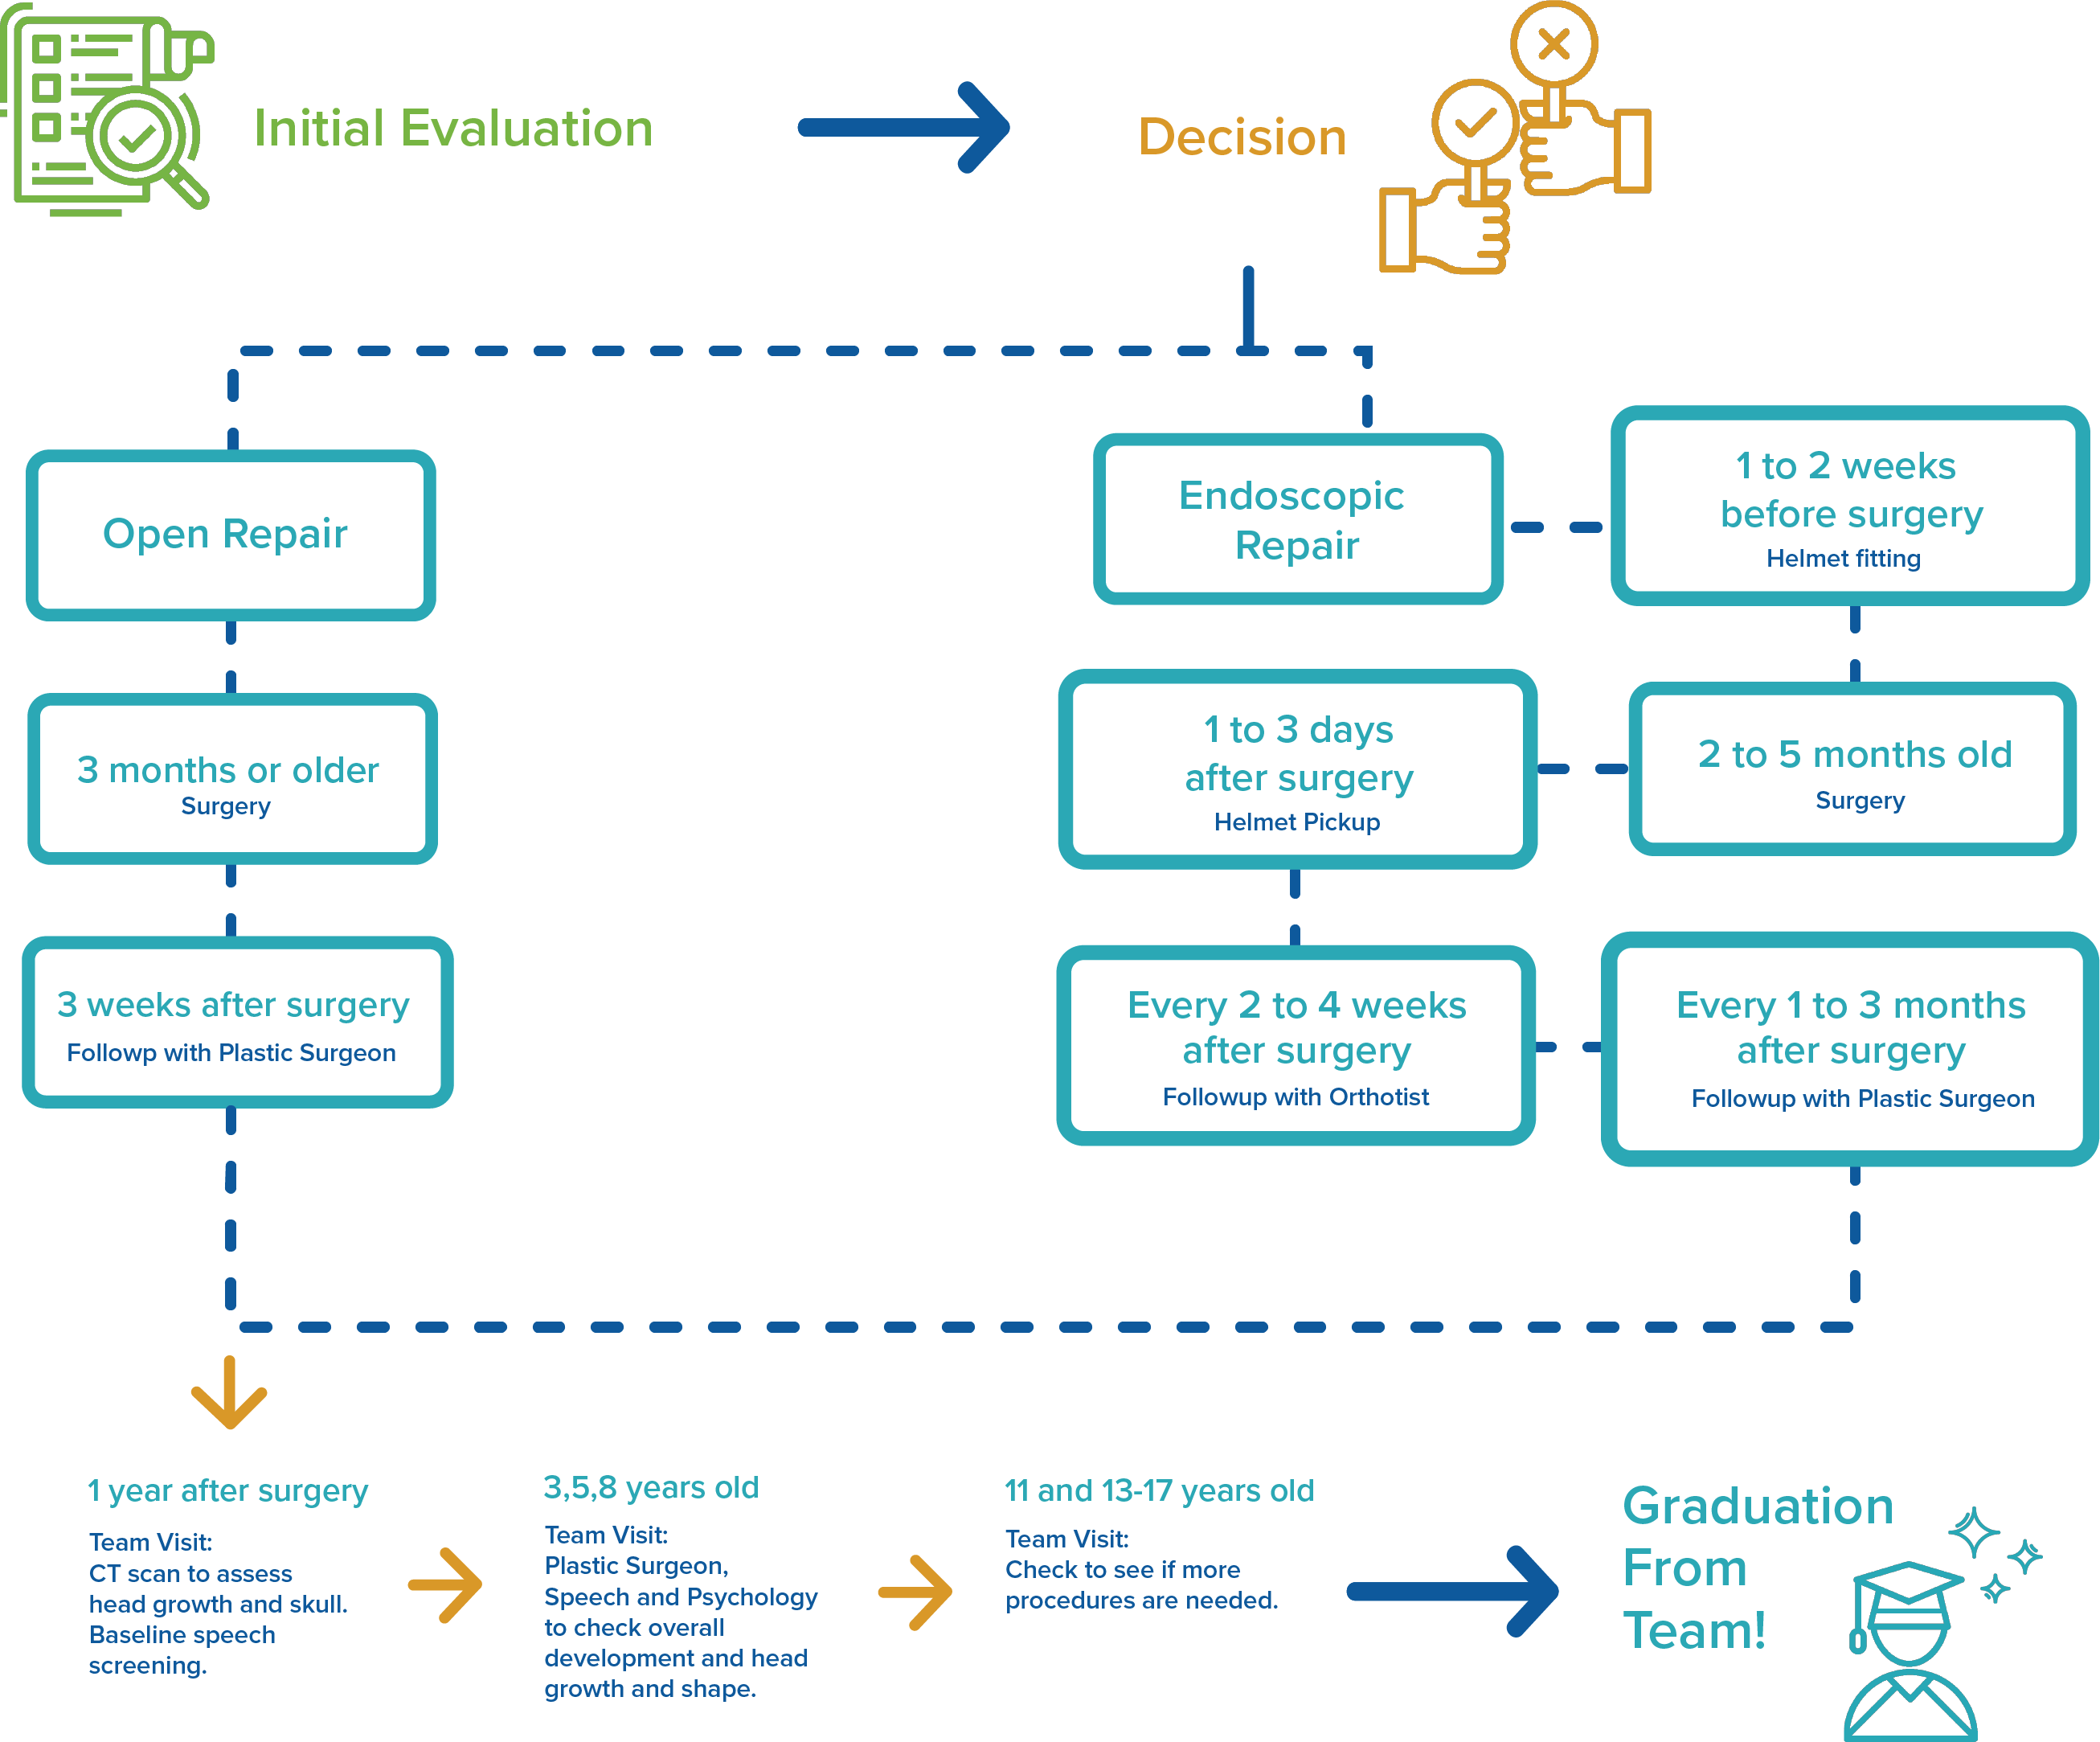 Initial Evaluation
Decision
Open Repair
3 months or older
Surgery
3 weeks after surgery
Followp with Plastic Surgeon
Endoscopic
Repair
1 to 2 weeks
before surgery
Helmet fitting
2 to 5 months old
Surgery
1 to 3 days
after surgery
Helmet Pickup
Every 2 to 4 weeks
after surgery
Followup with Orthotist
Every 1 to 3 months
after surgery
Followup with Plastic Surgeon
1 year after surgery
Team Visit:
CT scan to assess
head growth and skull.
Baseline speech
screening.
3,5,8 years old
Team Visit:
Plastic Surgeon,
Speech and Psychology
to check overall
development and head
growth and shape.
11 and 13-17 years old
Team Visit:
Check to see if more
procedures are needed.
Graduation
From
Team!